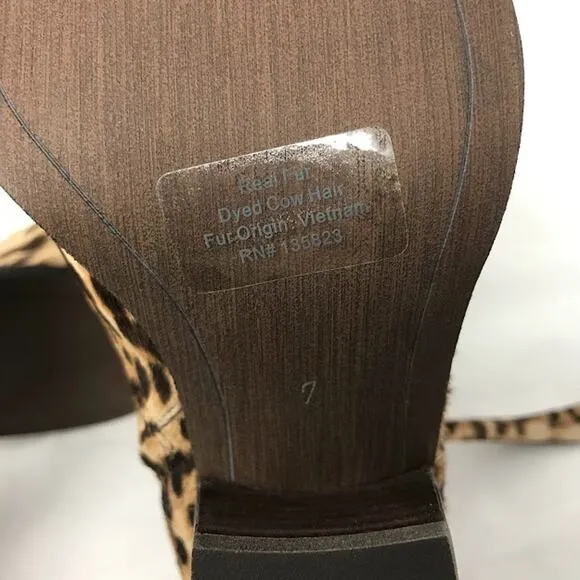 Real Fur
Dyed Cow Hair
Fur Origin: Vietnam
RN# 135823
7